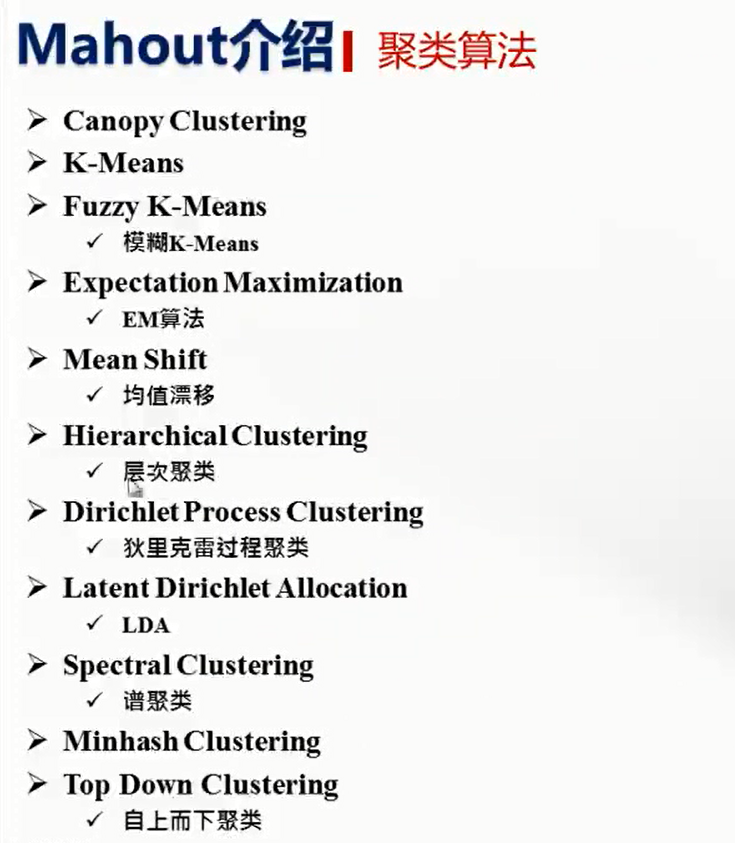 Mahout介绍 聚类算法
Canopy Clustering
K-Means
Fuzzy K-Means
模糊K-Means
Expectation Maximization
EM算法
Mean Shift
均值漂移
Hierarchical Clustering
层次聚类
Dirichlet Process Clustering
狄里克雷过程聚类
Latent Dirichlet Allocation
LDA
Spectral Clustering
谱聚类
Minhash Clustering
Top Down Clustering
自上而下聚类